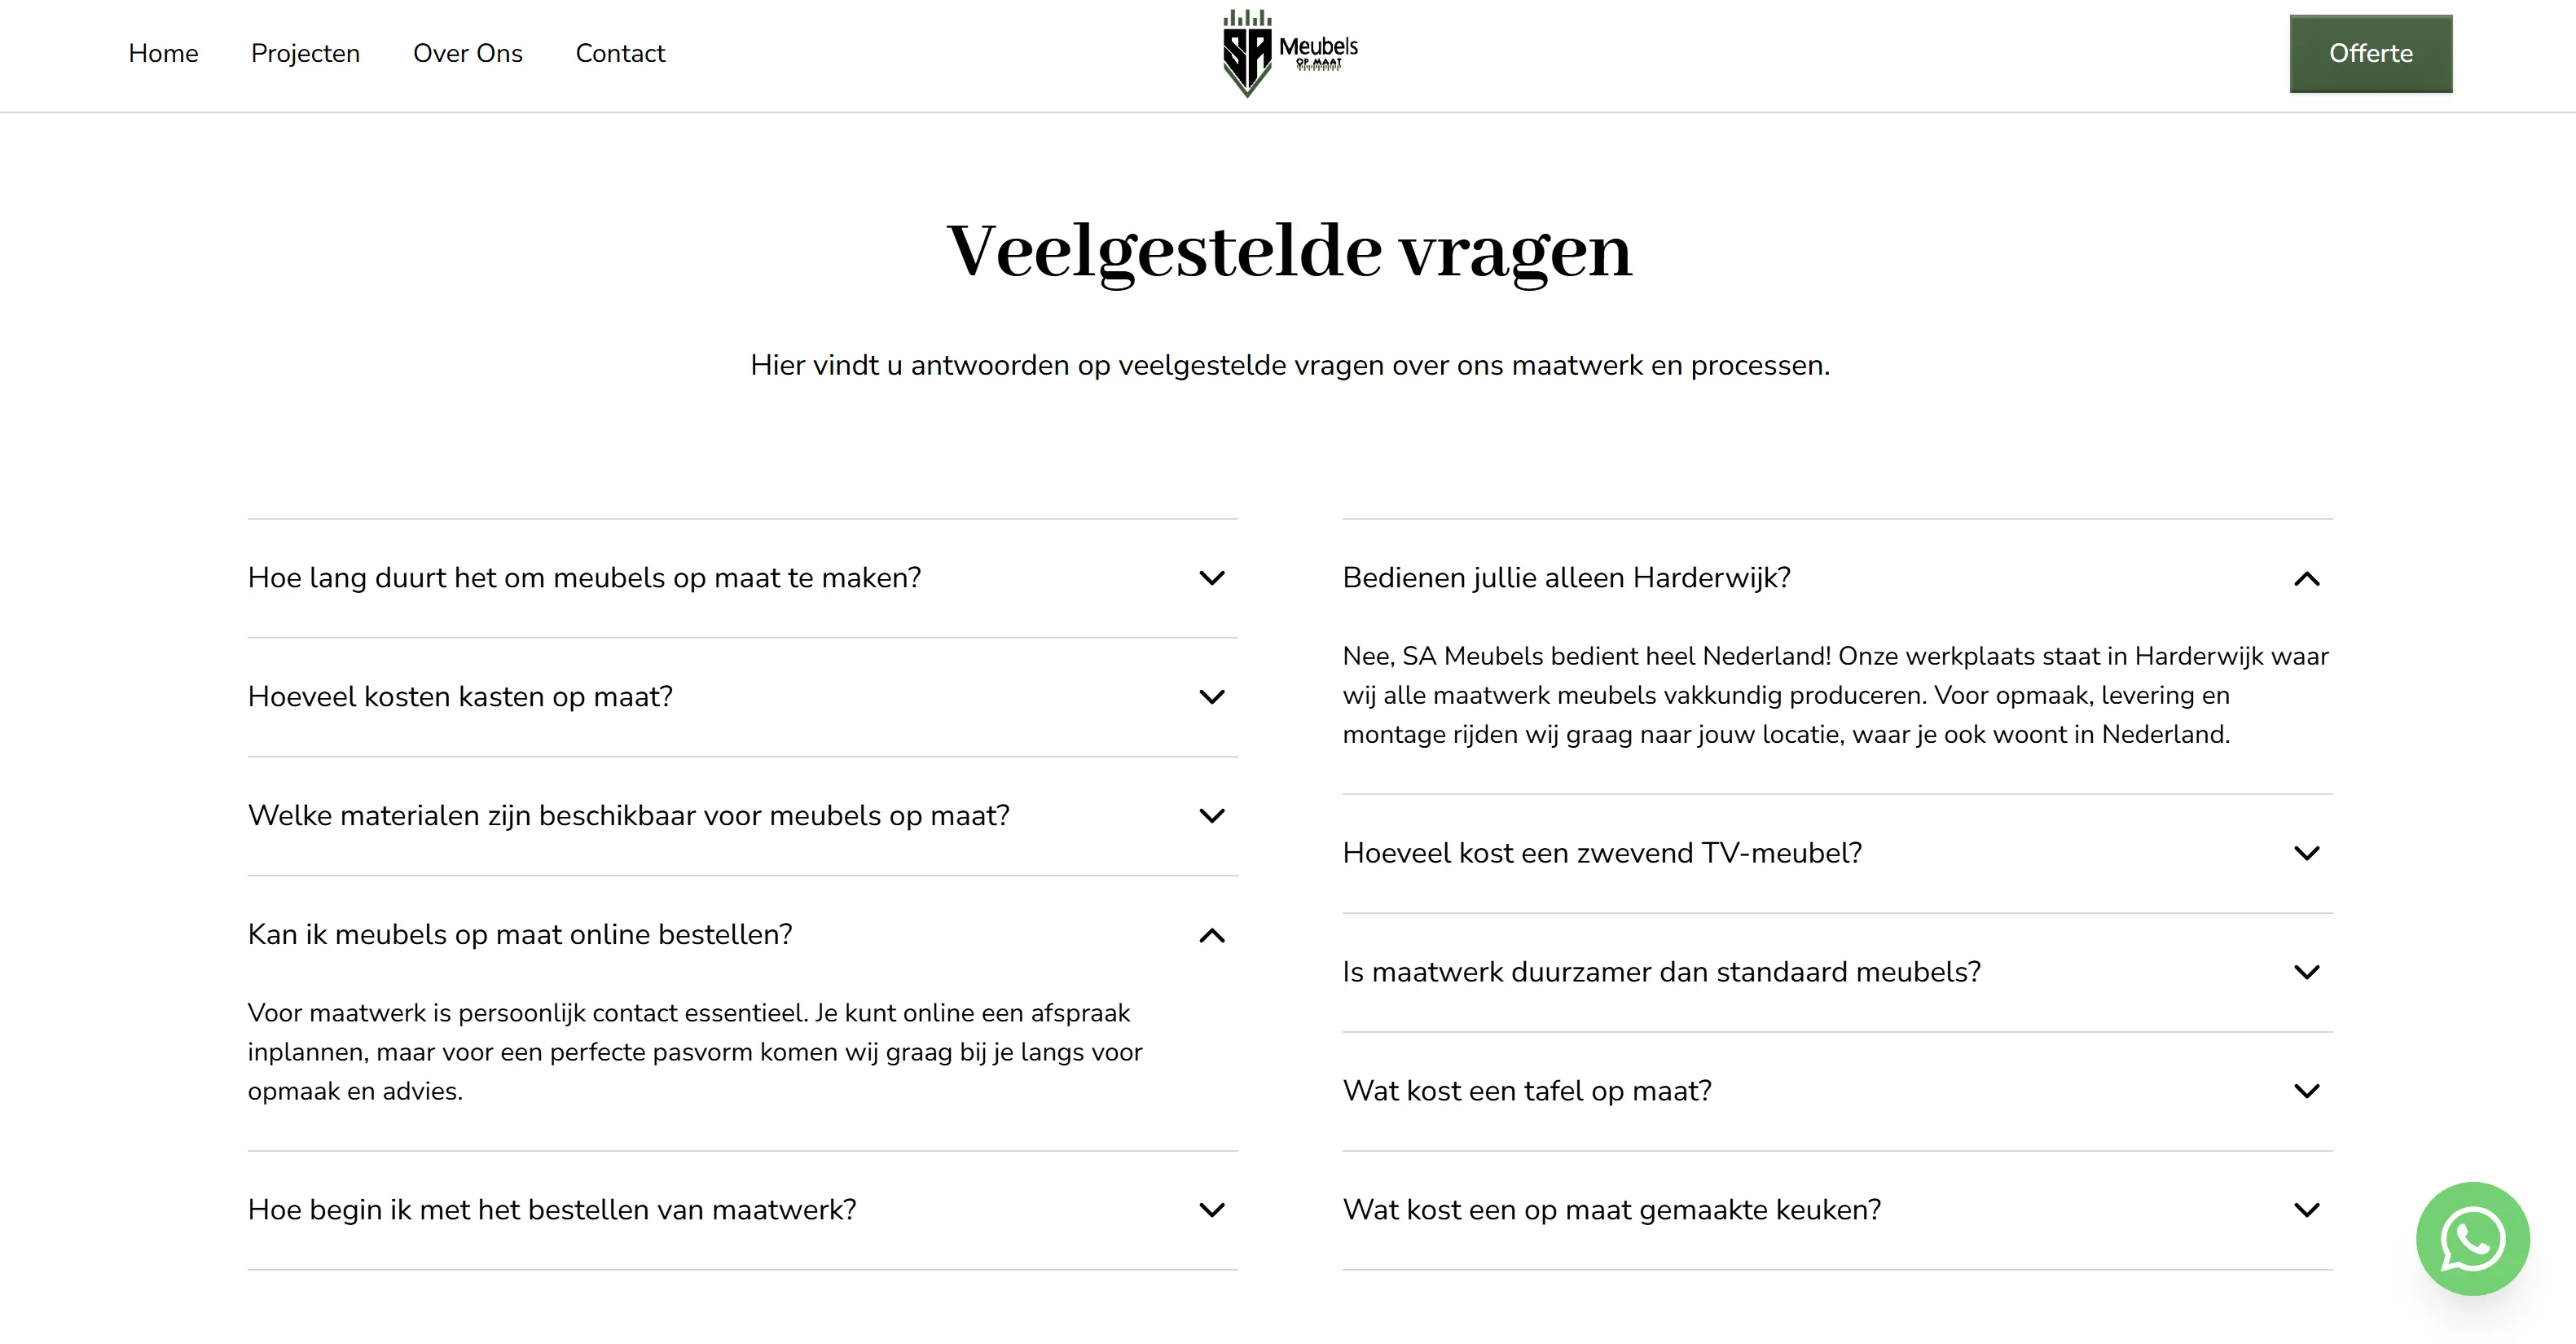 Home
Projecten
Over Ons
Contact
SA
Meubels
OP MAAT
Offerte
Veelgestelde vragen
Hier vindt u antwoorden op veelgestelde vragen over ons maatwerk en processen.
Hoe lang duurt het om meubels op maat te maken?
Hoeveel kosten kasten op maat?
Welke materialen zijn beschikbaar voor meubels op maat?
Kan ik meubels op maat online bestellen?
Voor maatwerk is persoonlijk contact essentieel. Je kunt online een afspraak
inplannen, maar voor een perfecte pasvorm komen wij graag bij je langs voor
opmaak en advies.
Hoe begin ik met het bestellen van maatwerk?
Bedienen jullie alleen Harderwijk?
Nee, SA Meubels bedient heel Nederland! Onze werkplaats staat in Harderwijk waar
wij alle maatwerk meubels vakkundig produceren. Voor opmaak, levering en
montage rijden wij graag naar jouw locatie, waar je ook woont in Nederland.
Hoeveel kost een zwevend TV-meubel?
Is maatwerk duurzamer dan standaard meubels?
Wat kost een tafel op maat?
Wat kost een op maat gemaakte keuken?